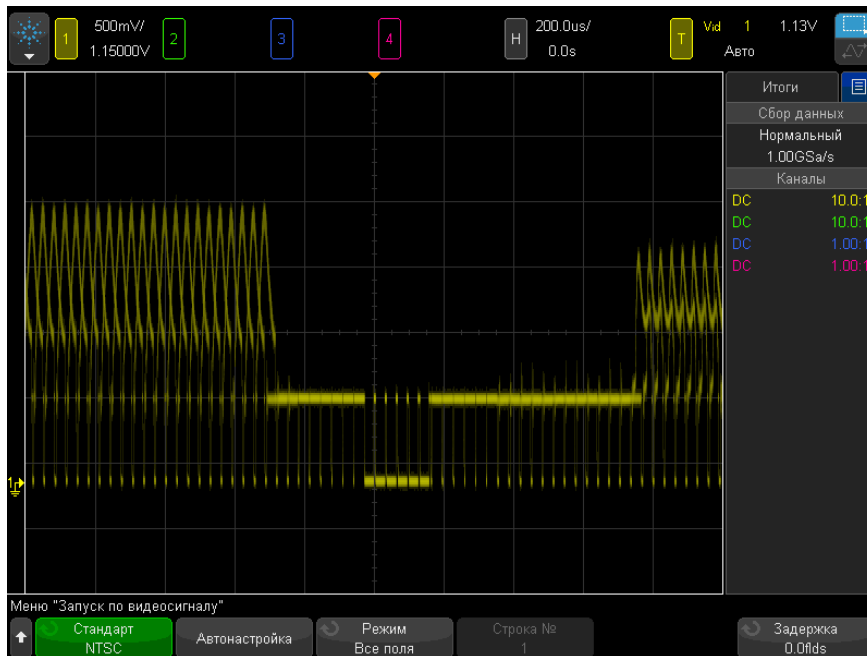 1 500mV/ 2 3 4 H 200.0us/ T Vid 1 1.13V
1.15000V 0.0s Авто
Итоги
Сбор данных
Нормальный
1.00GSa/s
Каналы
DC 10.0:1
DC 10.0:1
DC 1.00:1
DC 1.00:1
1
Меню "Запуск по видеосигналу"
Стандарт Автонастройка Режим Строка № Задержка
NTSC Все поля 1 0.0flds